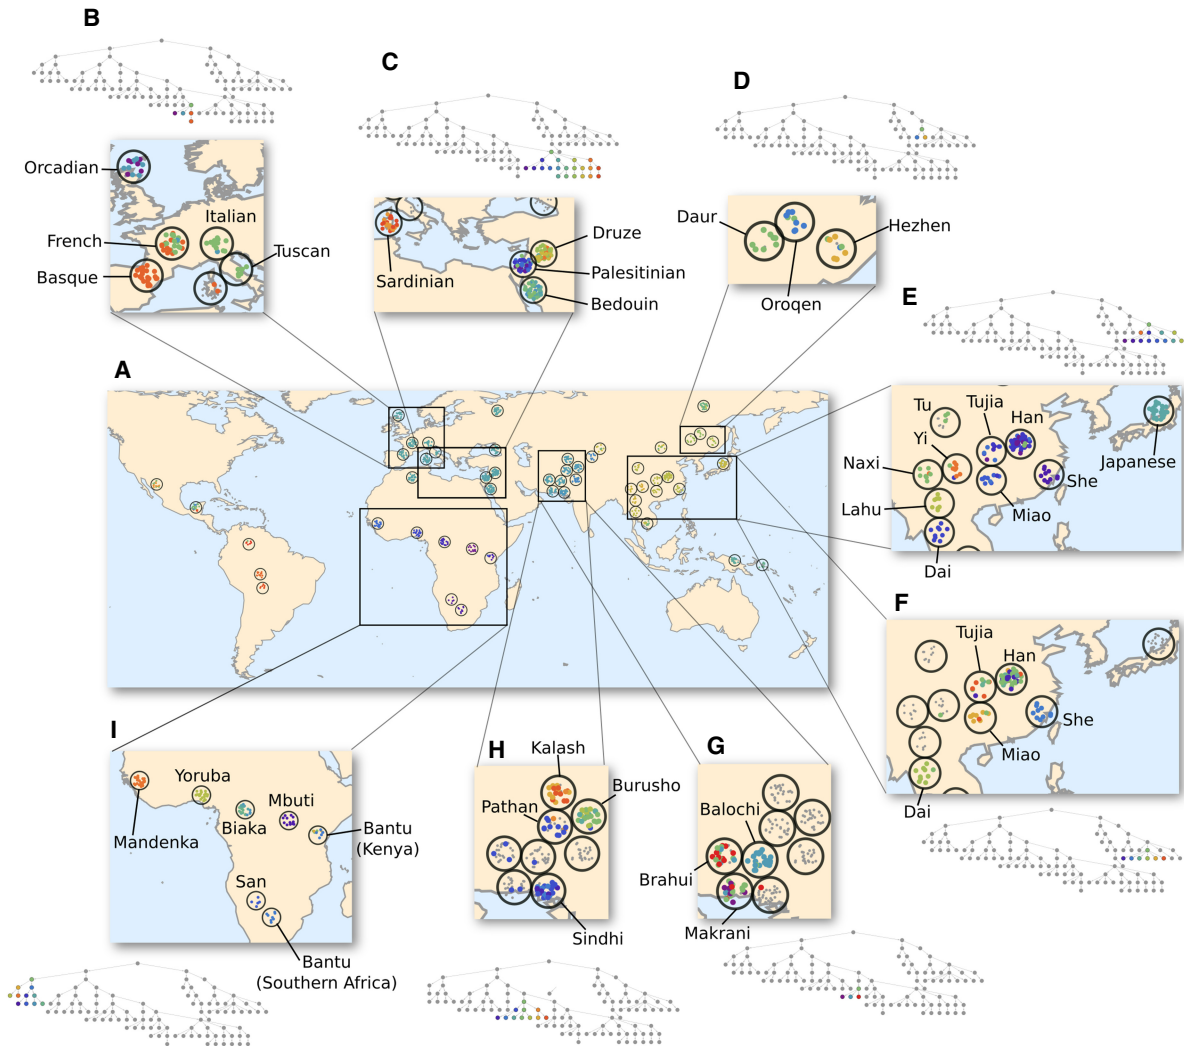 B
C
D
Orcadian
Italian
French
Tuscan
Basque
Druze
Palesitinian
Sardinian
Bedouin
Daur
Hezhen
Oroqen
E
A
Tu
Tujia
Han
Yi
Naxi
Japanese
She
Lahu
Miao
Dai
F
Tujia
Han
She
Miao
Dai
I
Yoruba
Mbuti
Mandenka
Biaka
Bantu
(Kenya)
San
Bantu
(Southern Africa)
H
Kalash
Burusho
Pathan
Sindhi
G
Balochi
Brahui
Makrani